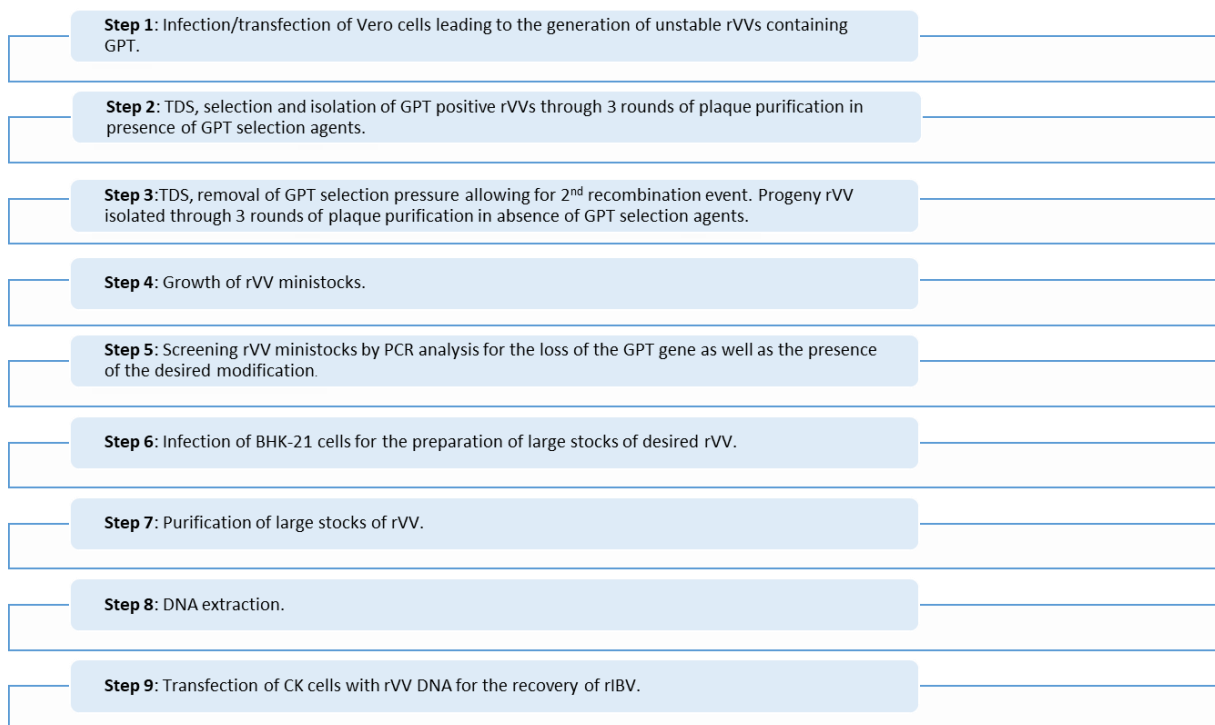 Step 1: Infection/transfection of Vero cells leading to the generation of unstable rVVs containing
GPT.
Step 2: TDS, selection and isolation of GPT positive rVVs through 3 rounds of plaque purification in
presence of GPT selection agents.
Step 3:TDS, removal of GPT selection pressure allowing for 2nd recombination event. Progeny rVV
isolated through 3 rounds of plaque purification in absence of GPT selection agents.
Step 4: Growth of rVV ministocks.
Step 5: Screening rVV ministocks by PCR analysis for the loss of the GPT gene as well as the presence
of the desired modification.
Step 6: Infection of BHK-21 cells for the preparation of large stocks of desired rVV.
Step 7: Purification of large stocks of rVV.
Step 8: DNA extraction.
Step 9: Transfection of CK cells with rVV DNA for the recovery of rIBV.